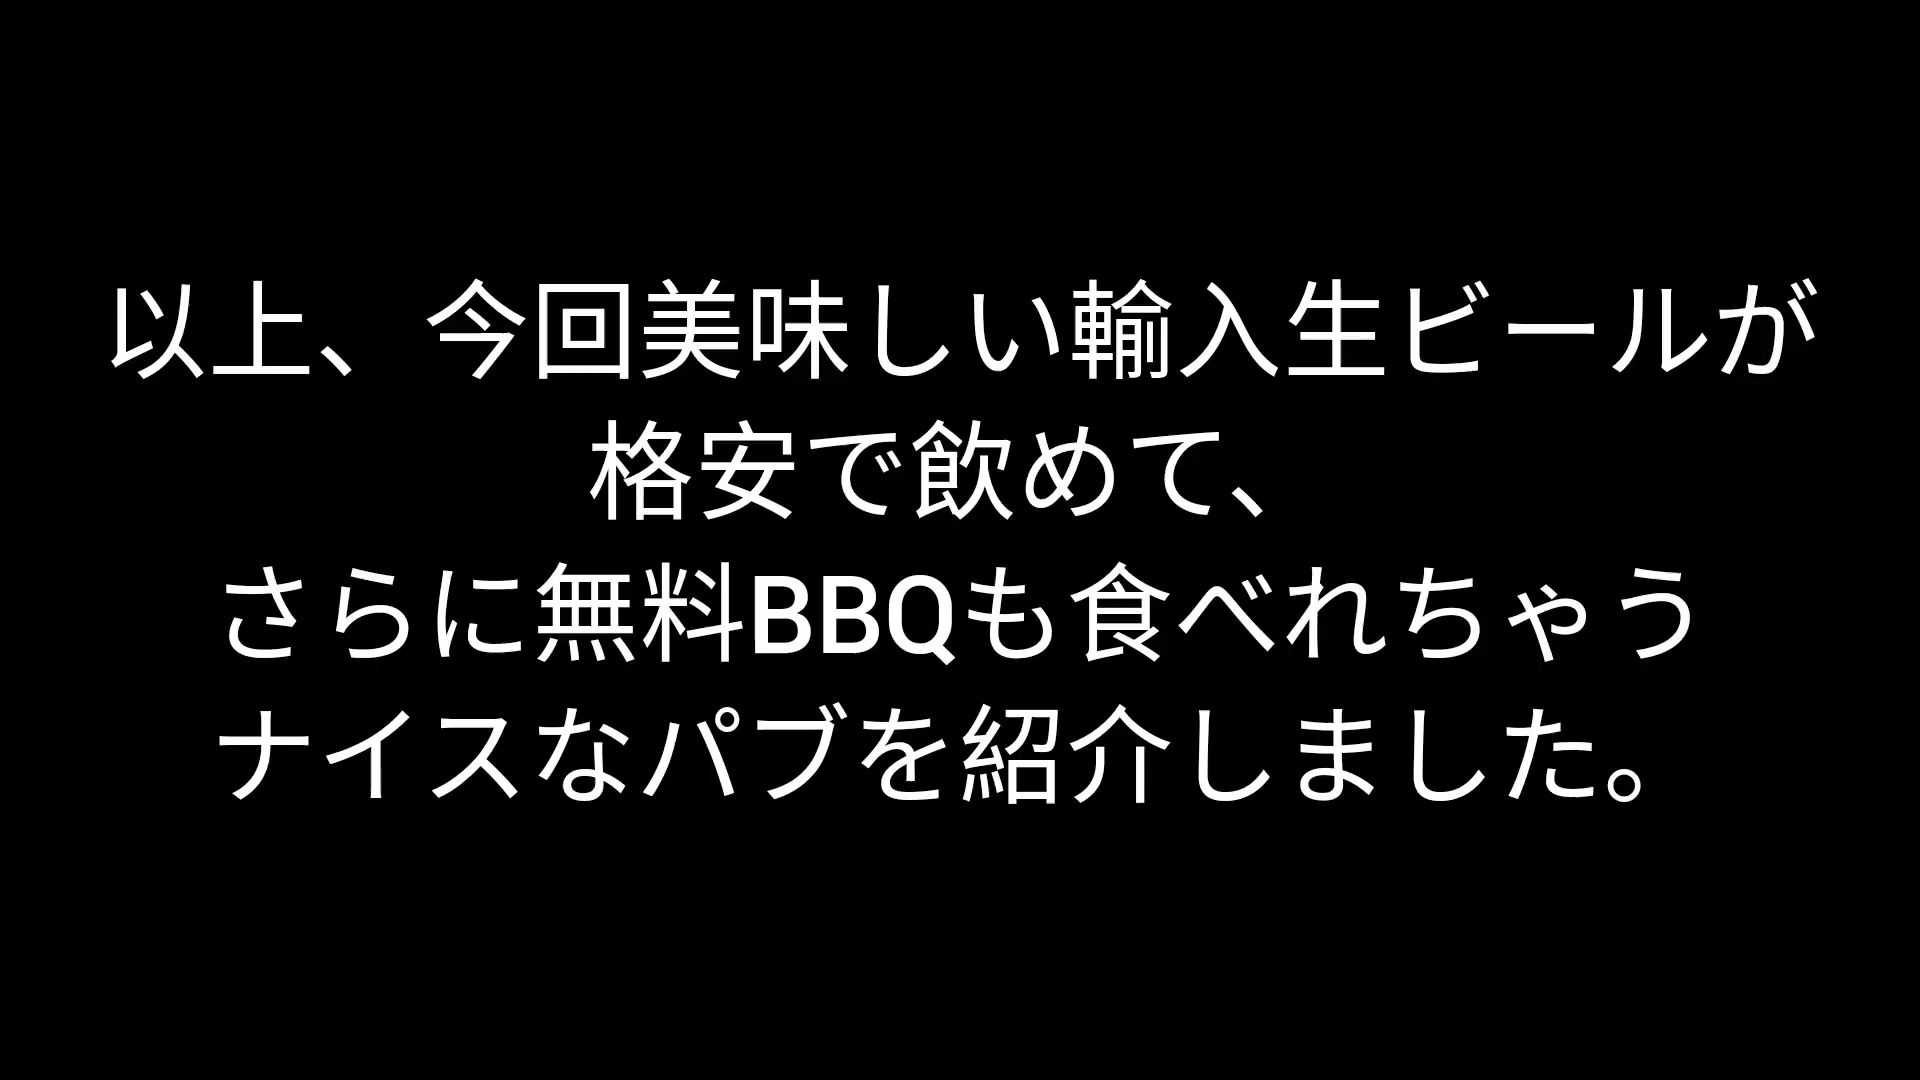 以上、今回美味しい輸入生ビールが
格安で飲めて、
さらに無料BBQも食べれちゃう
ナイスなパブを紹介しました。